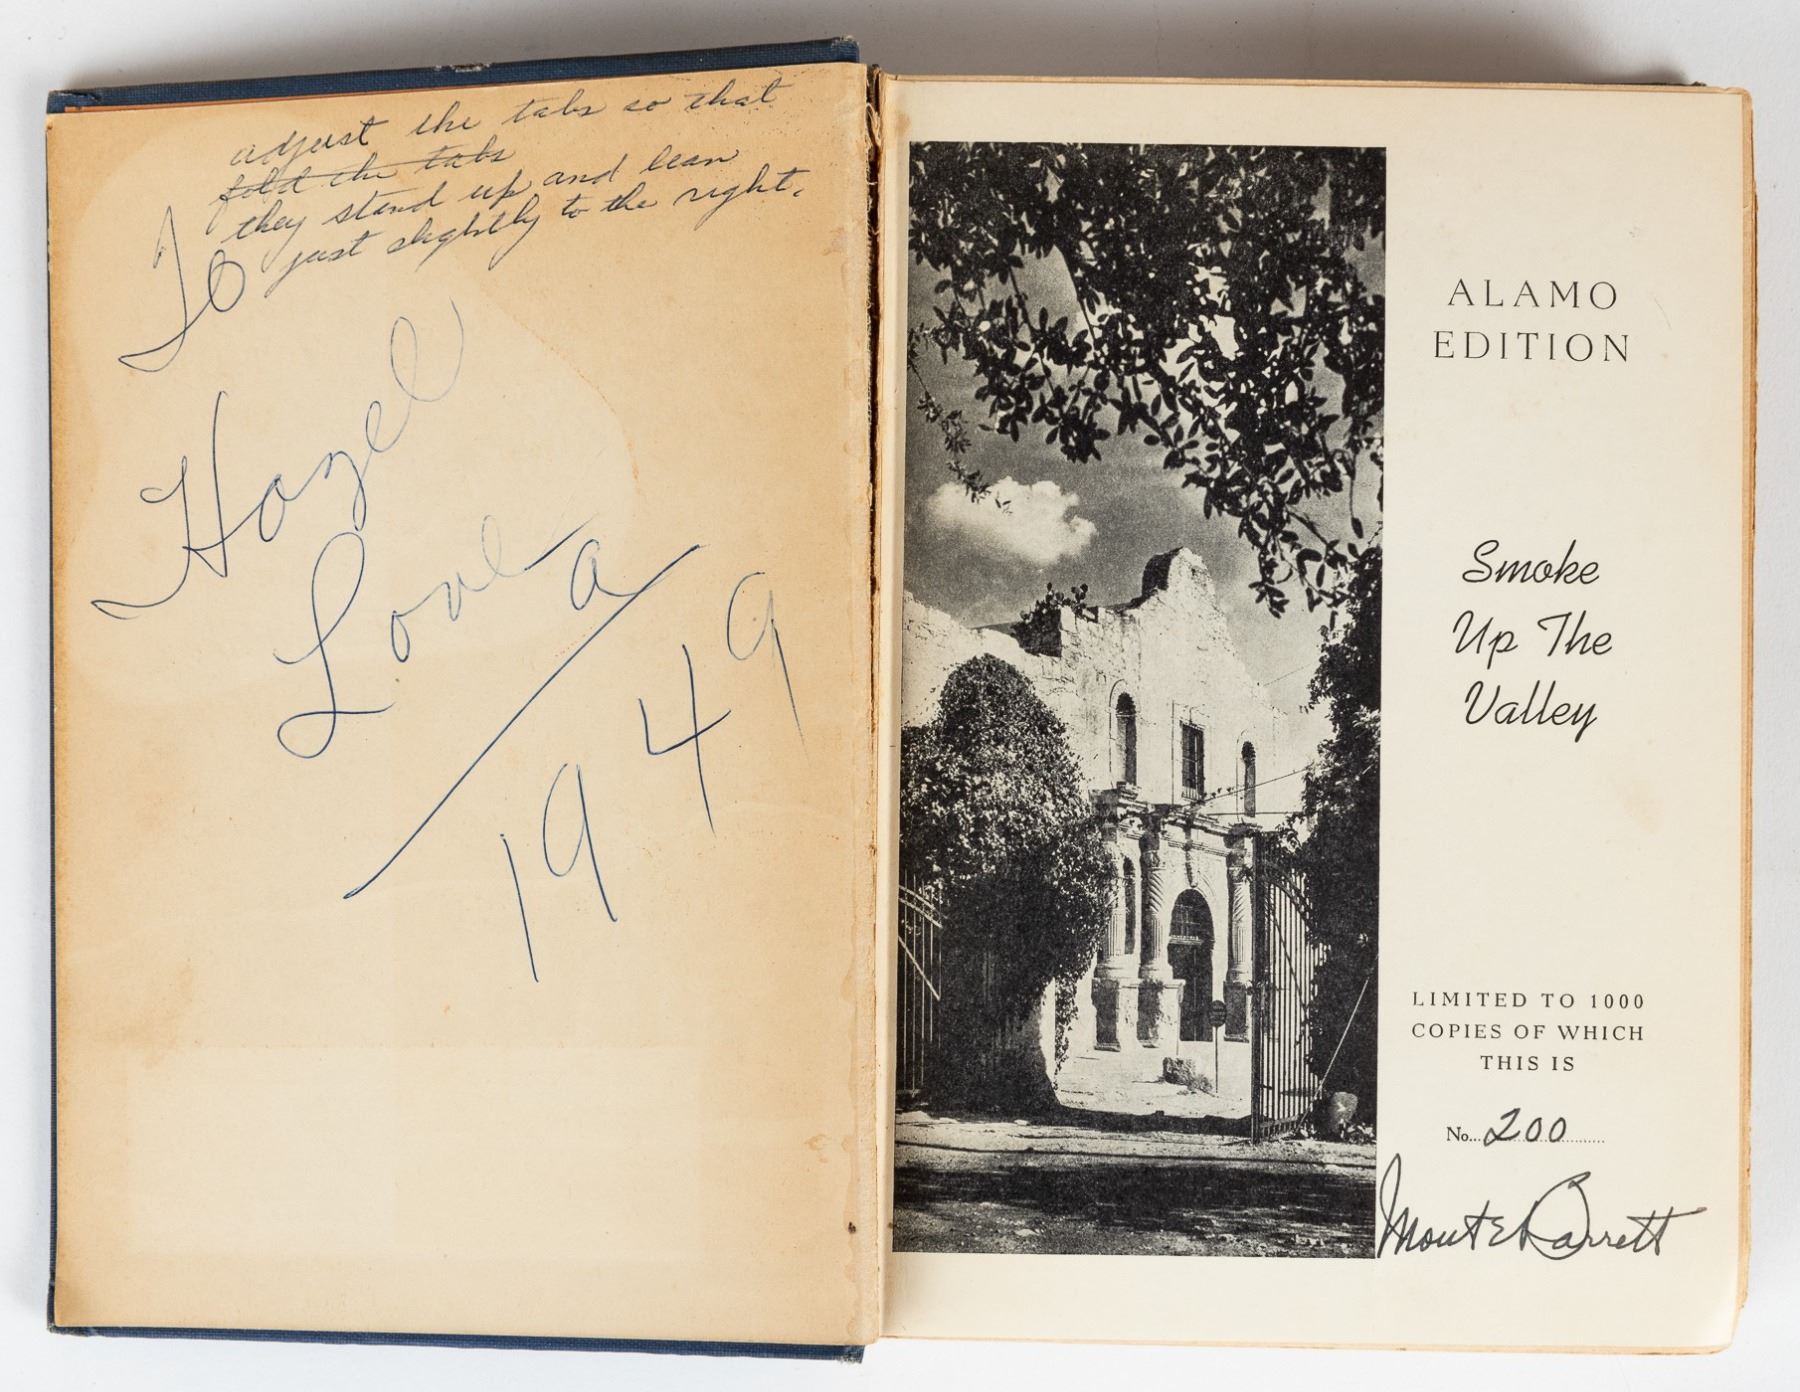 adjust the tabs so that
fold the tabs
they stand up and lean
just slightly to the right.
To
Hazel
Love
a
1949
ALAMO
EDITION
Smoke
Up The
Valley
LIMITED TO 1000
COPIES OF WHICH
THIS IS
No... 200
Monte Barrett